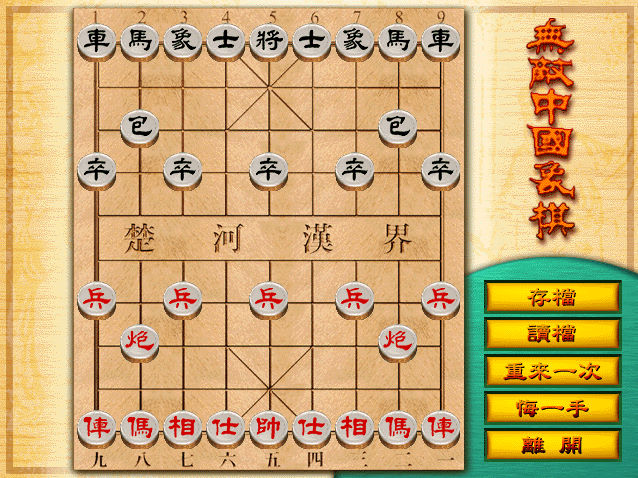 1 2 3 4 5 6 7 8 9
車 馬 象 士 將 士 象 馬 車
包 包
卒 卒 卒 卒 卒
楚 河 漢 界
兵 兵 兵 兵 兵
炮 炮
俥 傌 相 仕 帥 仕 相 傌 俥
九 八 七 六 五 四 三 二 一
無敵中國象棋
存檔
讀檔
重來一次
悔一手
離開